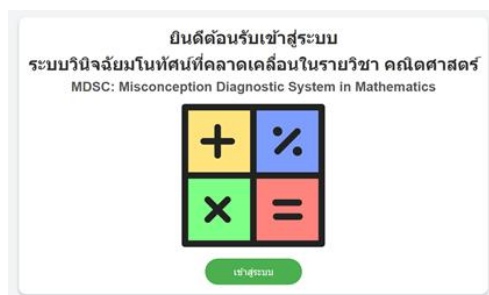 ยินดีต้อนรับเข้าสู่ระบบ
ระบบวินิจฉัยมโนทัศน์ที่คลาดเคลื่อนในรายวิชา คณิตศาสตร์
MDSC: Misconception Diagnostic System in Mathematics
+ %
× =
เข้าสู่ระบบ